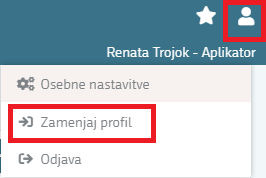 Renata Trojok - Aplikator
Osebne nastavitve
Zamenjaj profil
Odjava